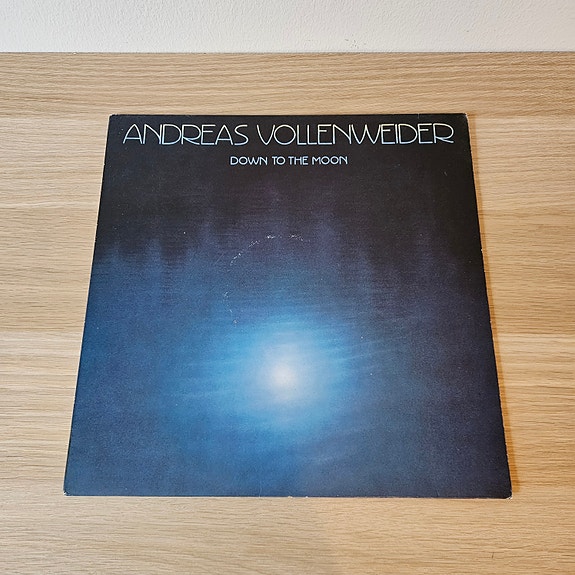 ANDREAS VOLLENWEIDER
DOWN TO THE MOON